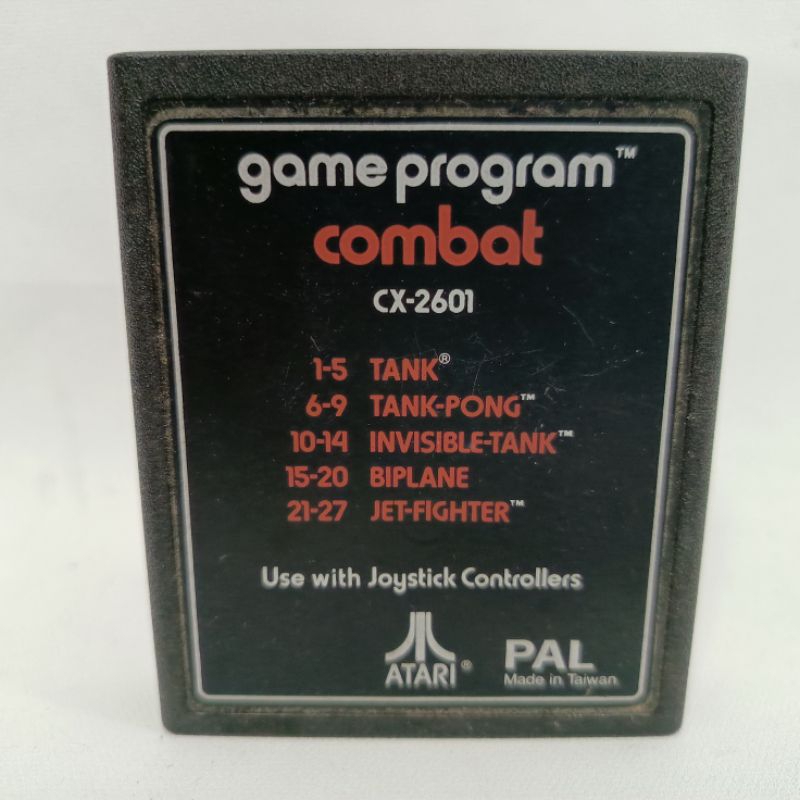 game program™
combat
CX-2601
1-5 TANK®
6-9 TANK-PONG™
10-14 INVISIBLE-TANK™
15-20 BIPLANE
21-27 JET-FIGHTER™
Use with Joystick Controllers
ATARI®
PAL
Made in Taiwan